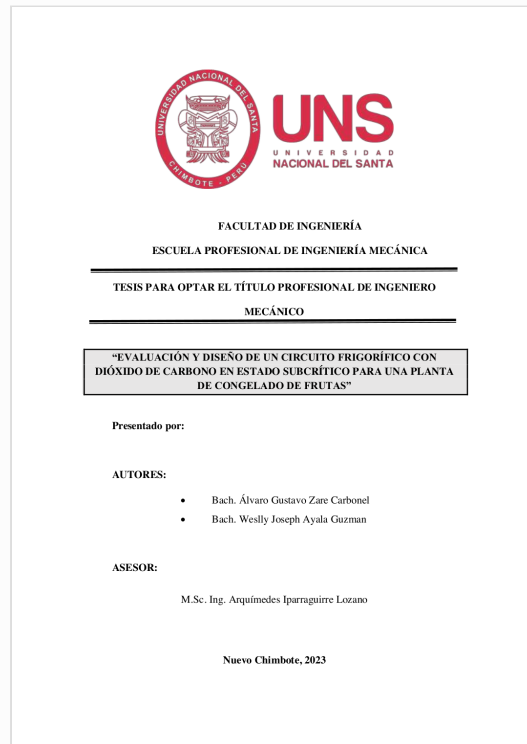 UNIVERSIDAD NACIONAL DEL SANTA
CHIMBOTE - PERÚ
UNS
UNIVERSIDAD
NACIONAL DEL SANTA
FACULTAD DE INGENIERÍA
ESCUELA PROFESIONAL DE INGENIERÍA MECÁNICA
TESIS PARA OPTAR EL TÍTULO PROFESIONAL DE INGENIERO
MECÁNICO
“EVALUACIÓN Y DISEÑO DE UN CIRCUITO FRIGORÍFICO CON
DIÓXIDO DE CARBONO EN ESTADO SUBCRÍTICO PARA UNA PLANTA
DE CONGELADO DE FRUTAS”
Presentado por:
AUTORES:
• Bach. Álvaro Gustavo Zare Carbonel
• Bach. Weslly Joseph Ayala Guzman
ASESOR:
M.Sc. Ing. Arquímedes Iparraguirre Lozano
Nuevo Chimbote, 2023